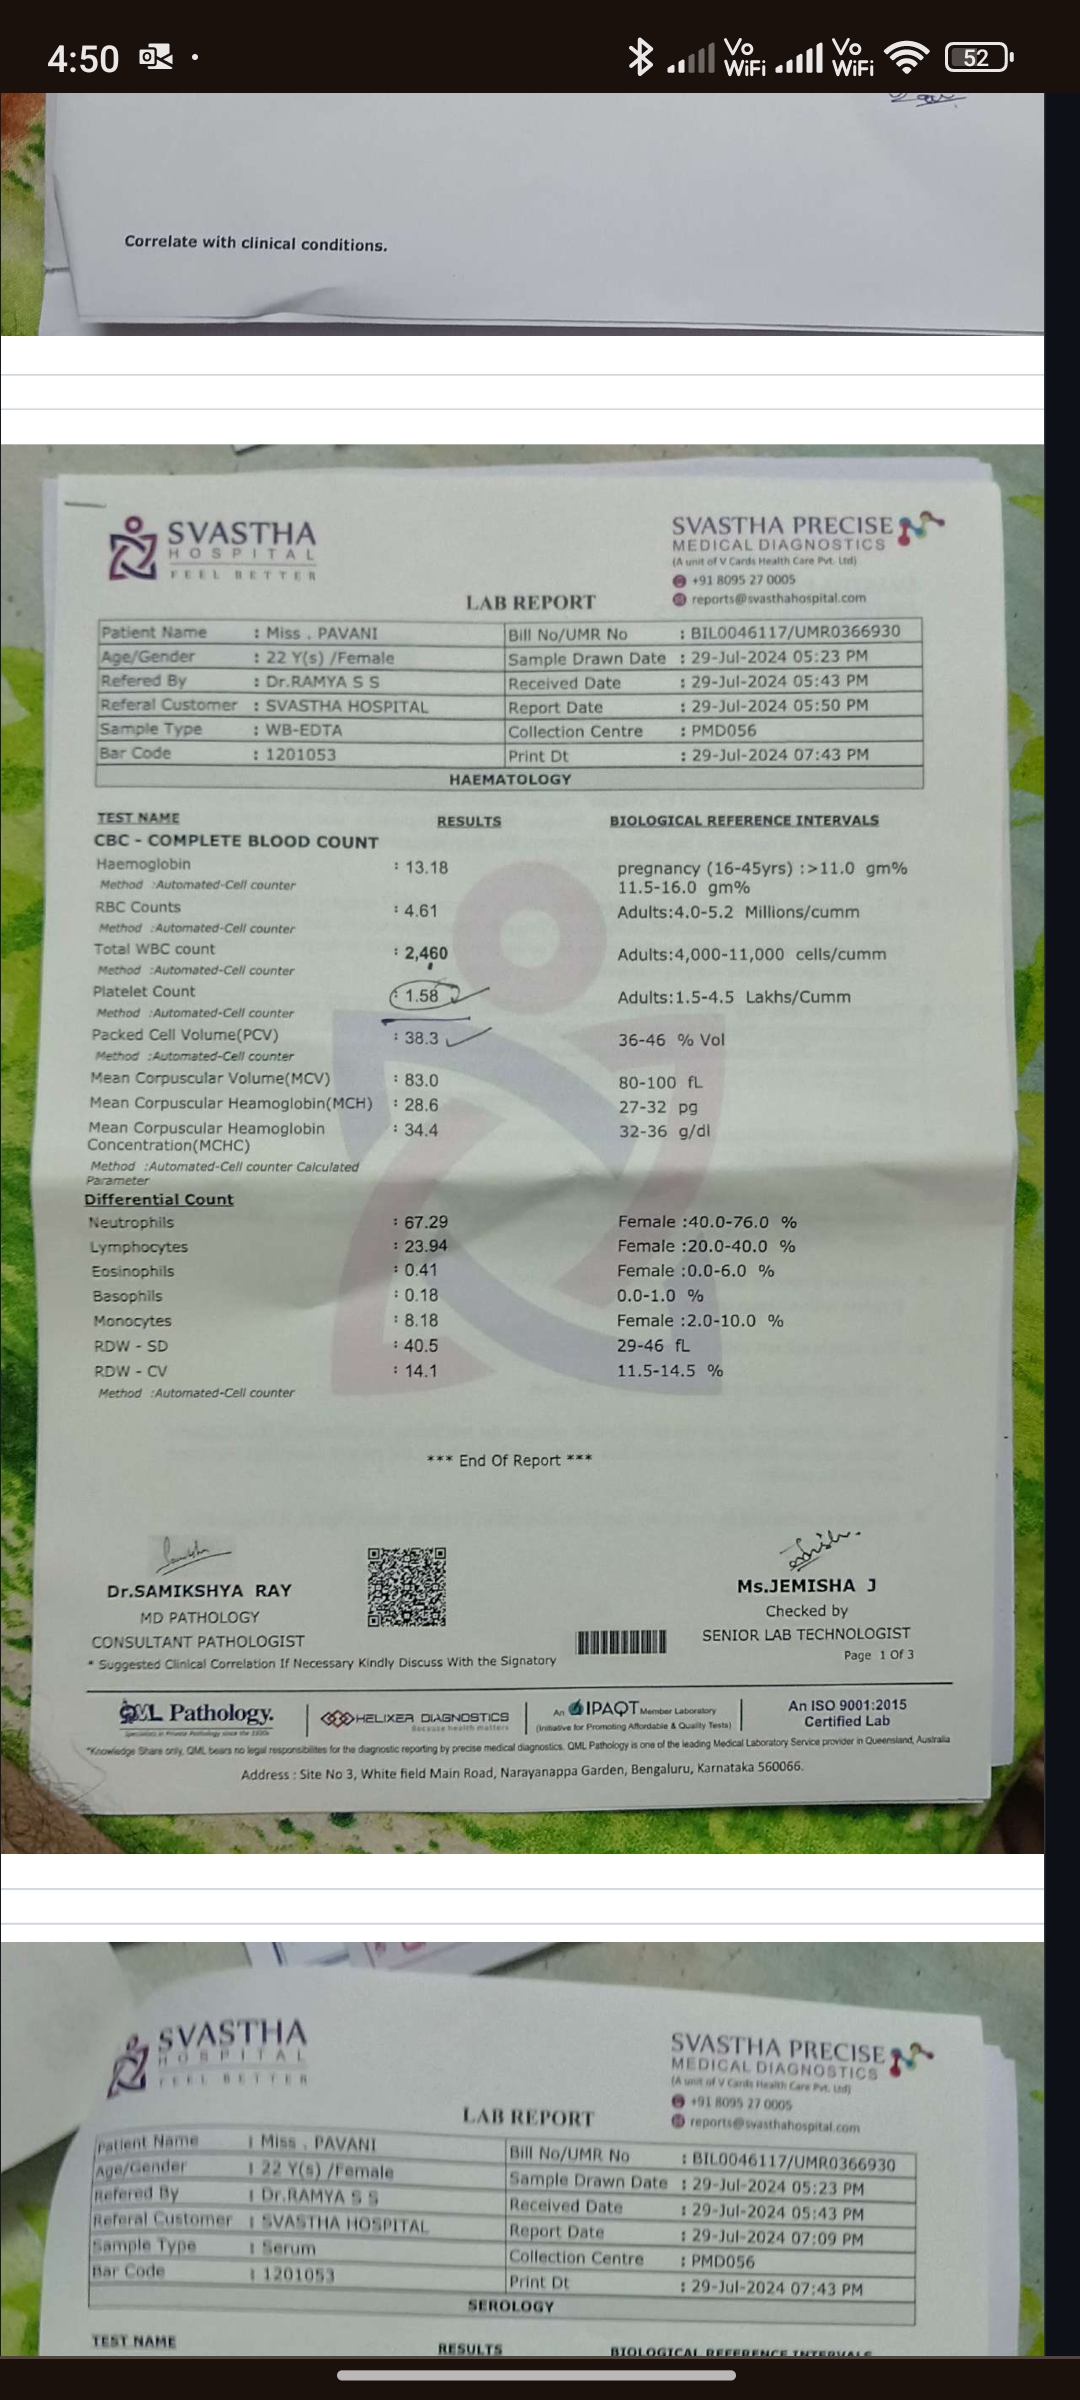 4:50
Vo WiFi
Vo WiFi
52
Correlate with clinical conditions.
SVASTHA
HOSPITAL
FEEL BETTER
SVASTHA PRECISE
MEDICAL DIAGNOSTICS
(A unit of V Cards Health Care Pvt. Ltd)
+91 8095 27 0005
reports@svasthahospital.com
LAB REPORT
Patient Name : Miss . PAVANI Bill No/UMR No : BIL0046117/UMR0366930
Age/Gender : 22 Y(s) /Female Sample Drawn Date : 29-Jul-2024 05:23 PM
Refered By : Dr.RAMYA S S Received Date : 29-Jul-2024 05:43 PM
Referal Customer : SVASTHA HOSPITAL Report Date : 29-Jul-2024 05:50 PM
Sample Type : WB-EDTA Collection Centre : PMD056
Bar Code : 1201053 Print Dt : 29-Jul-2024 07:43 PM
HAEMATOLOGY
TEST NAME RESULTS BIOLOGICAL REFERENCE INTERVALS
CBC - COMPLETE BLOOD COUNT
Haemoglobin : 13.18 pregnancy (16-45yrs) :>11.0 gm%
Method :Automated-Cell counter 11.5-16.0 gm%
RBC Counts : 4.61 Adults:4.0-5.2 Millions/cumm
Method :Automated-Cell counter
Total WBC count : 2,460 Adults:4,000-11,000 cells/cumm
Method :Automated-Cell counter
Platelet Count : 1.58 Adults:1.5-4.5 Lakhs/Cumm
Method :Automated-Cell counter
Packed Cell Volume(PCV) : 38.3 36-46 % Vol
Method :Automated-Cell counter
Mean Corpuscular Volume(MCV) : 83.0 80-100 fL
Mean Corpuscular Heamoglobin(MCH) : 28.6 27-32 pg
Mean Corpuscular Heamoglobin : 34.4 32-36 g/dl
Concentration(MCHC)
Method :Automated-Cell counter Calculated
Parameter
Differential Count
Neutrophils : 67.29 Female :40.0-76.0 %
Lymphocytes : 23.94 Female :20.0-40.0 %
Eosinophils : 0.41 Female :0.0-6.0 %
Basophils : 0.18 0.0-1.0 %
Monocytes : 8.18 Female :2.0-10.0 %
RDW - SD : 40.5 29-46 fL
RDW - CV : 14.1 11.5-14.5 %
Method :Automated-Cell counter
*** End Of Report ***
Dr.SAMIKSHYA RAY
MD PATHOLOGY
CONSULTANT PATHOLOGIST
Ms.JEMISHA J
Checked by
SENIOR LAB TECHNOLOGIST
* Suggested Clinical Correlation If Necessary Kindly Discuss With the Signatory
Page 1 Of 3
QML Pathology.
Specialists in Private Pathology since the 1920s
HELIXER DIAGNOSTICS
Because health matters
An IPAQT Member Laboratory
(Initiative for Promoting Affordable & Quality Tests)
An ISO 9001:2015
Certified Lab
*Knowledge Share only, QML bears no legal responsibilites for the diagnostic reporting by precise medical diagnostics. QML Pathology is one of the leading Medical Laboratory Service provider in Queensland, Australia
Address : Site No 3, White field Main Road, Narayanappa Garden, Bengaluru, Karnataka 560066.
SVASTHA
HOSPITAL
FEEL BETTER
SVASTHA PRECISE
MEDICAL DIAGNOSTICS
(A unit of V Cards Health Care Pvt. Ltd)
+91 8095 27 0005
reports@svasthahospital.com
LAB REPORT
Patient Name : Miss . PAVANI Bill No/UMR No : BIL0046117/UMR0366930
Age/Gender : 22 Y(s) /Female Sample Drawn Date : 29-Jul-2024 05:23 PM
Refered By : Dr.RAMYA S S Received Date : 29-Jul-2024 05:43 PM
Referal Customer : SVASTHA HOSPITAL Report Date : 29-Jul-2024 07:09 PM
Sample Type : Serum Collection Centre : PMD056
Bar Code : 1201053 Print Dt : 29-Jul-2024 07:43 PM
SEROLOGY
TEST NAME RESULTS BIOLOGICAL REFERENCE INTERVALS